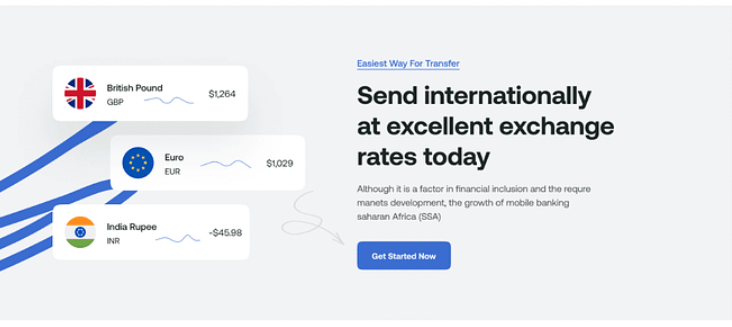 British Pound
GBP
$1,264
Euro
EUR
$1,029
India Rupee
INR
-$45.98
Easiest Way For Transfer
Send internationally
at excellent exchange
rates today
Although it is a factor in financial inclusion and the requre
manets development, the growth of mobile banking
saharan Africa (SSA)
Get Started Now